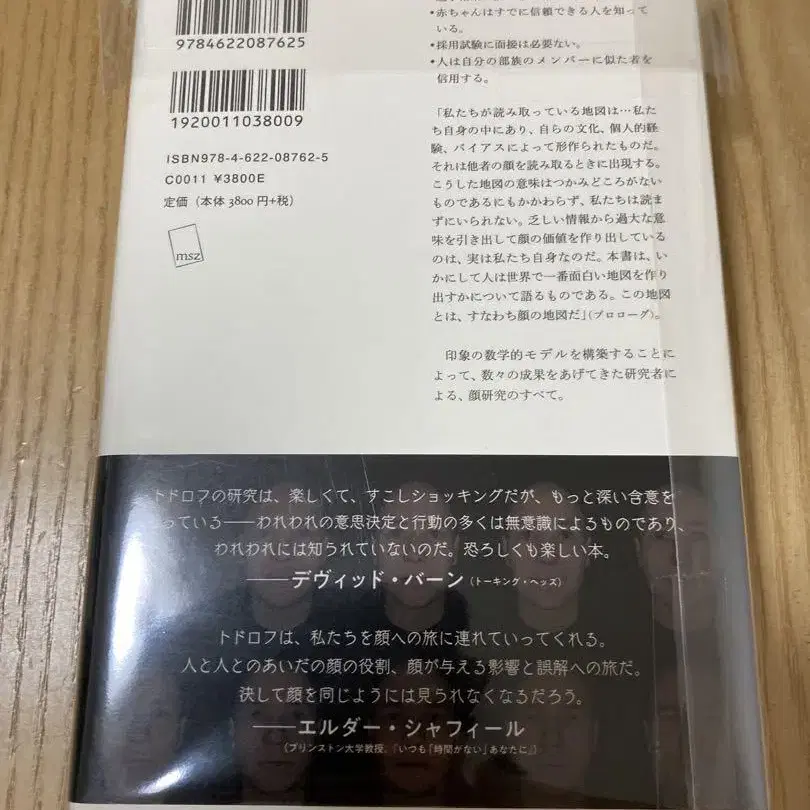 9784622087625
1920011038009
ISBN978-4-622-08762-5
C0011 ¥3800E
定価(本体 3800 円+税)
msz
・赤ちゃんはすでに信頼できる人を知って
いる。
・採用試験に面接は必要ない。
・人は自分の部族のメンバーに似た者を
信用する。
「私たちが読み取っている地図は…私た
ち自身の中にあり、自らの文化、個人的経
験、バイアスによって形作られたものだ。
それは他者の顔を読み取るときに出現する。
こうした地図の意味はつかみどころがない
ものであるにもかかわらず、私たちは読ま
ずにいられない。乏しい情報から過大な意
味を引き出して顔の価値を作り出している
のは、実は私たち自身なのだ。本書は、い
かにして人は世界で一番面白い地図を作り
出すかについて語るものである。この地図
とは、すなわち顔の地図だ」(プロローグ)。
印象の数学的モデルを構築することに
よって、数々の成果をあげてきた研究者に
よる、顔研究のすべて。
トドロフの研究は、楽しくて、すこしショッキングだが、もっと深い含意を
っている——われわれの意思決定と行動の多くは無意識によるものであり、
われわれには知られていないのだ。恐ろしくも楽しい本。
——デヴィッド・バーン(トーキング・ヘッズ)
トドロフは、私たちを顔への旅に連れていってくれる。
人と人とのあいだの顔の役割、顔が与える影響と誤解への旅だ。
決して顔を同じようには見られなくなるだろう。
——エルダー・シャフィール
(プリンストン大学教授,『いつも「時間がない」あなたに』)